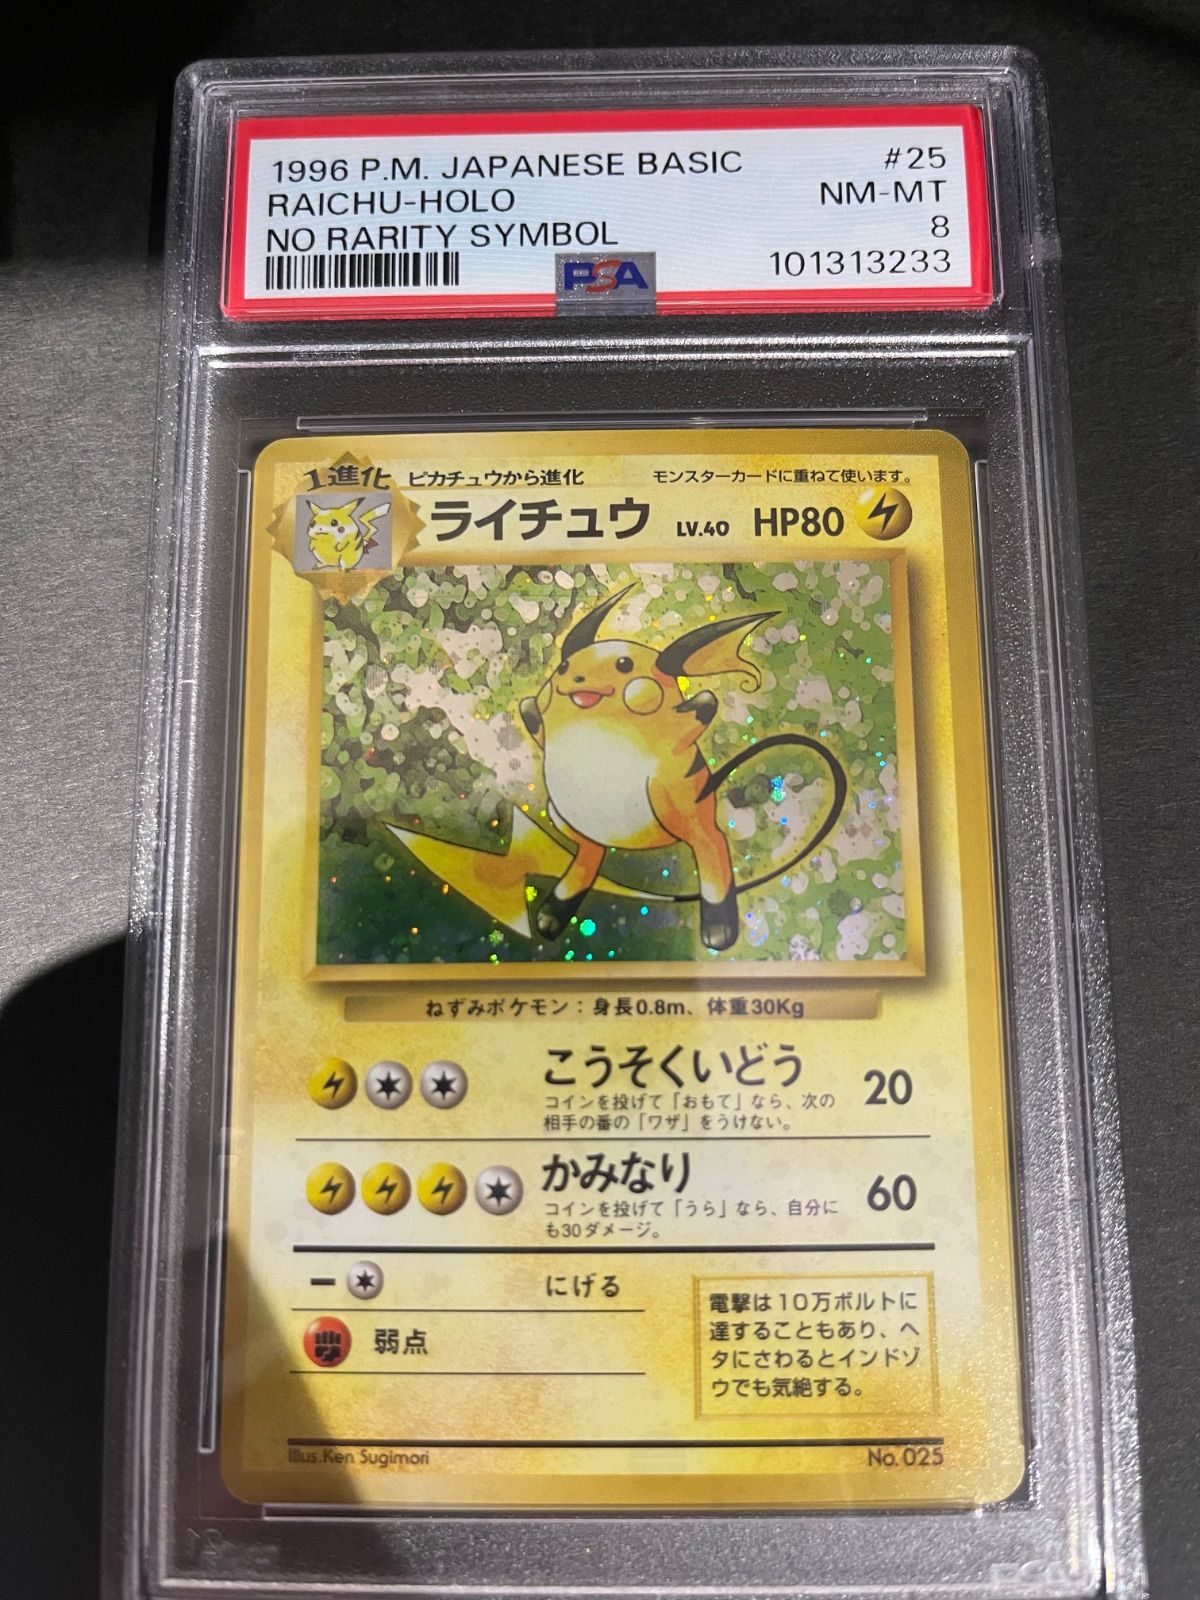 1996 P.M. JAPANESE BASIC #25
RAICHU-HOLO NM-MT
NO RARITY SYMBOL 8
PSA 101313233
1進化 ピカチュウから進化 モンスターカードに重ねて使います。
ライチュウ LV.40 HP80
ねずみポケモン：身長0.8m、体重30Kg
こうそくいどう 20
コインを投げて「おもて」なら、次の
相手の番の「ワザ」をうけない。
かみなり 60
コインを投げて「うら」なら、自分に
も30ダメージ。
ー にげる
弱点
電撃は10万ボルトに
達することもあり、ヘ
タにさわるとインドゾ
ウでも気絶する。
Illus.Ken Sugimori No.025